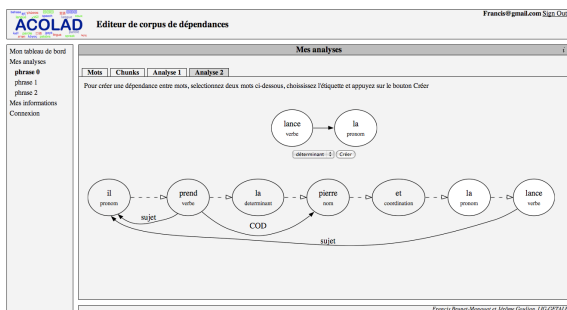 Francis@gmail.com Sign Out
ACOLAD
Editeur de corpus de dépendances
Mon tableau de bord
Mes analyses
phrase 0
phrase 1
phrase 2
Mes informations
Connexion
Mes analyses
i
Mots Chunks Analyse 1 Analyse 2
Pour créer une dépendance entre mots, selectionnez deux mots ci-dessous, choississez l'étiquette et appuyez sur le bouton Créer
lance la
verbe pronom
déterminant Créer
il prend la pierre et la lance
pronom verbe determinant nom coordination pronom verbe
sujet
COD
sujet